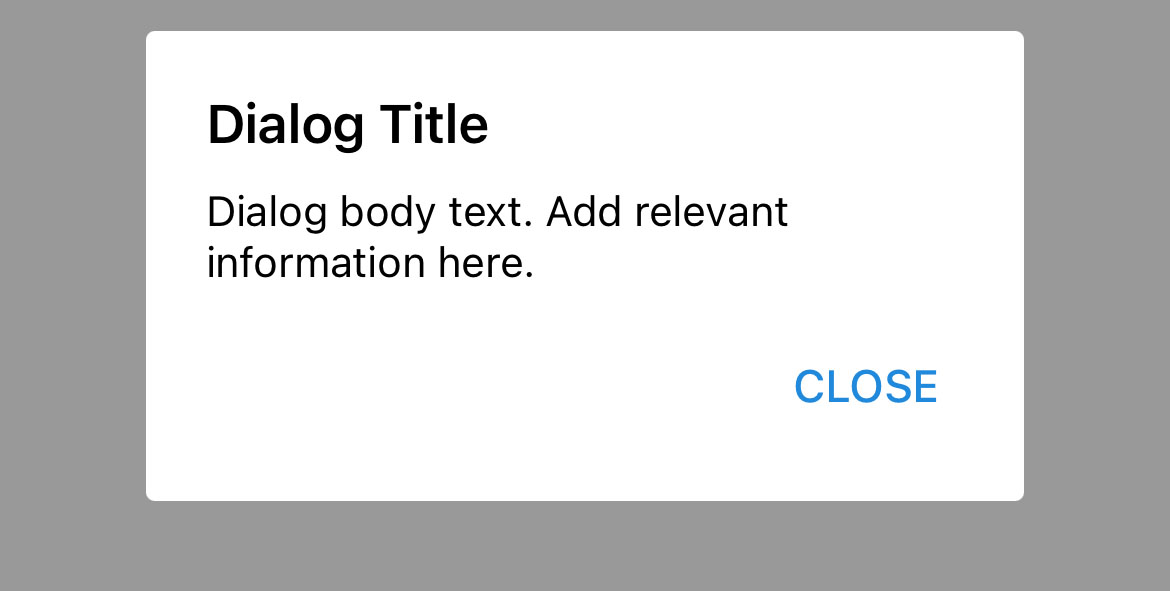 Dialog Title
Dialog body text. Add relevant
information here.
CLOSE